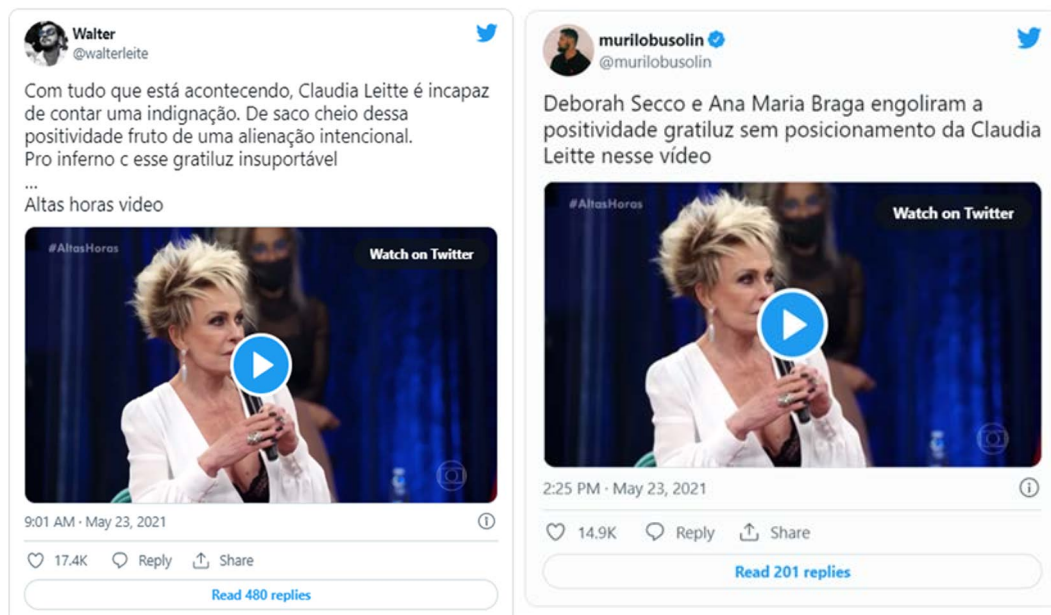 Walter
@walterleite
Com tudo que está acontecendo, Claudia Leitte é incapaz
de contar uma indignação. De saco cheio dessa
positividade fruto de uma alienação intencional.
Pro inferno c esse gratiluz insuportável
...
Altas horas video
#AltasHoras
Watch on Twitter
9:01 AM · May 23, 2021
17.4K
Reply
Share
Read 480 replies
murilobusolin
@murilobusolin
Deborah Secco e Ana Maria Braga engoliram a
positividade gratiluz sem posicionamento da Claudia
Leitte nesse vídeo
#AltasHoras
Watch on Twitter
2:25 PM · May 23, 2021
14.9K
Reply
Share
Read 201 replies